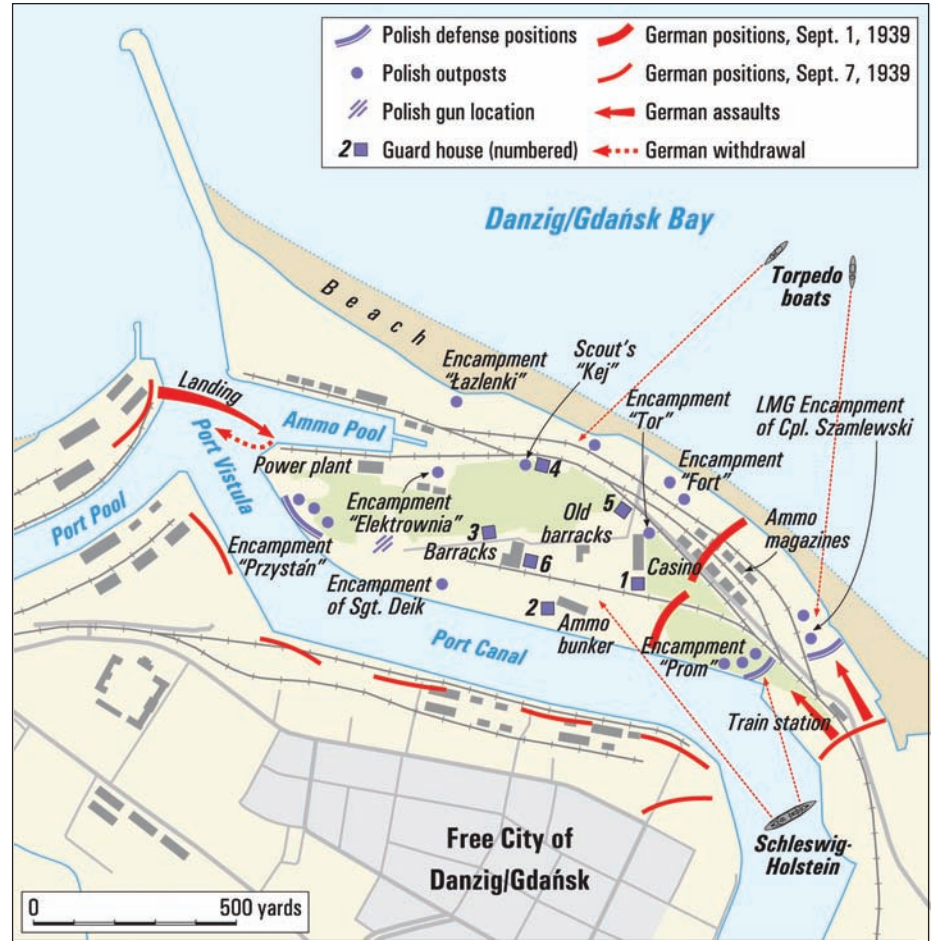 Polish defense positions
Polish outposts
Polish gun location
2 Guard house (numbered)
German positions, Sept. 1, 1939
German positions, Sept. 7, 1939
German assaults
German withdrawal
Danzig/Gdańsk Bay
Torpedo
boats
Beach
Scout's
"Kej"
Encampment
"Łazlenki"
Encampment
"Tor"
LMG Encampment
of Cpl. Szamlewski
Landing
Ammo Pool
Port Vistula
Power plant
4
Encampment
"Fort"
Encampment
"Elektrownia"
5
Old
barracks
Ammo
magazines
Port Pool
3
Barracks
6
Casino
1
Encampment
"Przystań"
Encampment
of Sgt. Deik
2
Ammo
bunker
Port Canal
Encampment
"Prom"
Train station
Free City of
Danzig/Gdańsk
Schleswig-
Holstein
0 500 yards